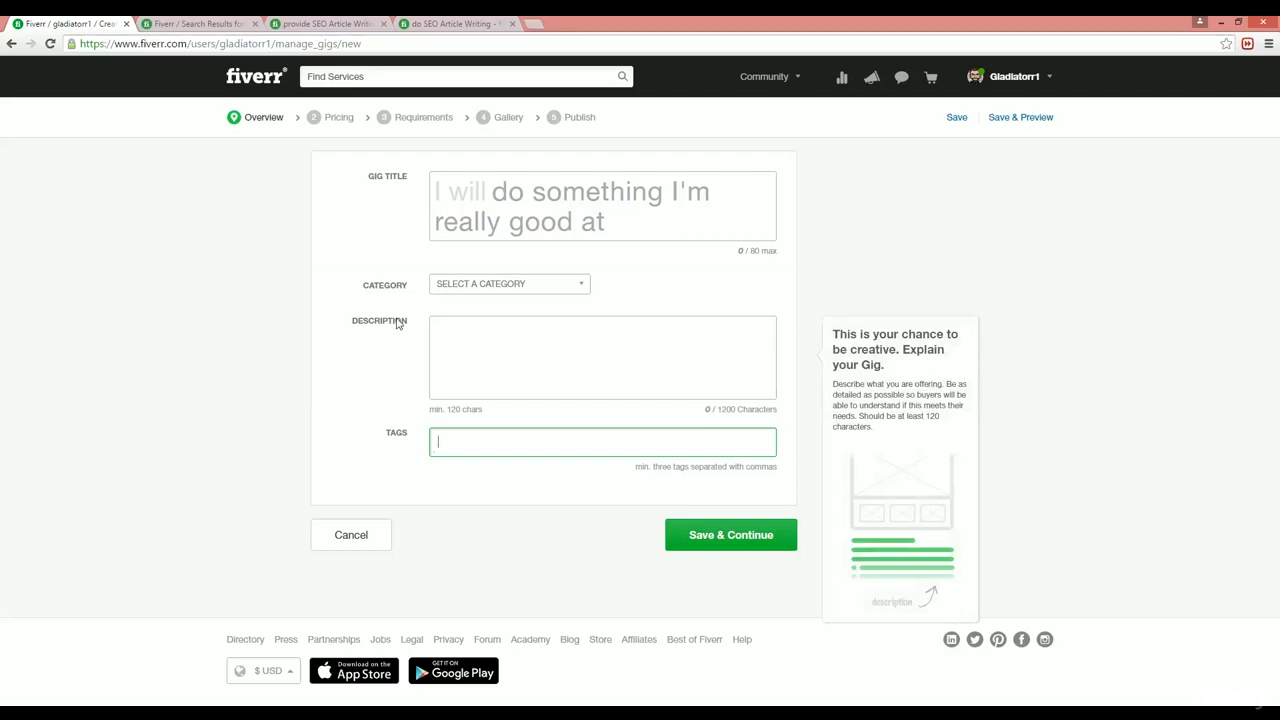 Fiverr / gladiatorr1 / Crea
Fiverr / Search Results for
provide SEO Article Write
do SEO Article Writing -
https://www.fiverr.com/users/gladiatorr1/manage_gigs/new
fiverr®
Find Services
Community
Gladiatorr1
Overview
2 Pricing
3 Requirements
4 Gallery
5 Publish
Save
Save & Preview
GIG TITLE
I will do something I'm
really good at
0 / 80 max
CATEGORY
SELECT A CATEGORY
DESCRIPTION
min. 120 chars
0 / 1200 Characters
TAGS
min. three tags separated with commas
This is your chance to
be creative. Explain
your Gig.
Describe what you are offering. Be as
detailed as possible so buyers will be
able to understand if this meets their
needs. Should be at least 120
characters.
description
Cancel
Save & Continue
Directory Press Partnerships Jobs Legal Privacy Forum Academy Blog Store Affiliates Best of Fiverr Help
$ USD
Download on the
App Store
GET IT ON
Google Play